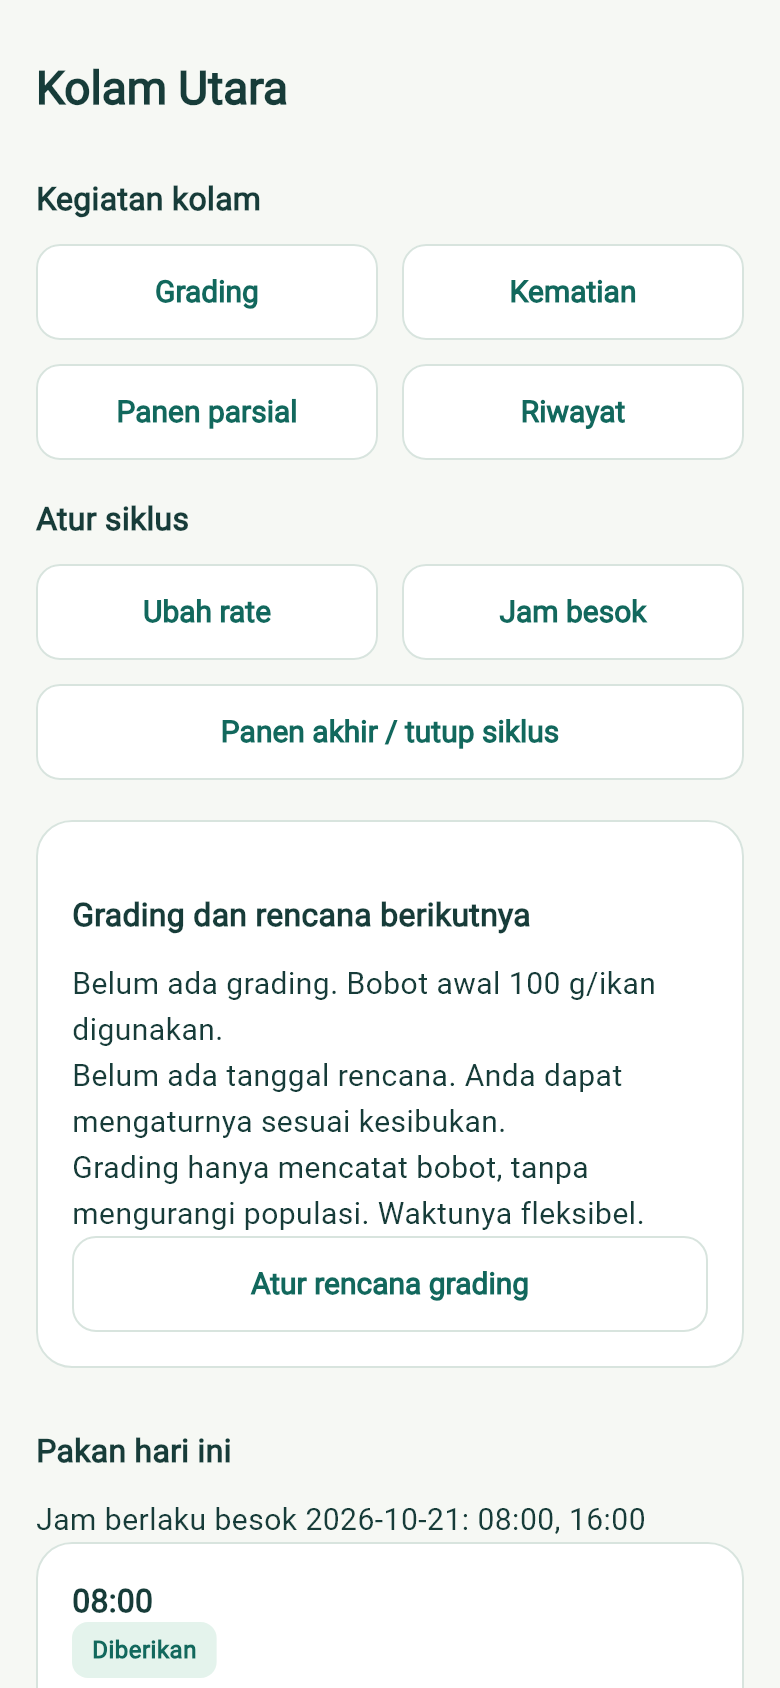 Kolam Utara
Kegiatan kolam
Grading
Kematian
Panen parsial
Riwayat
Atur siklus
Ubah rate
Jam besok
Panen akhir / tutup siklus
Grading dan rencana berikutnya
Belum ada grading. Bobot awal 100 g/ikan
digunakan.
Belum ada tanggal rencana. Anda dapat
mengaturnya sesuai kesibukan.
Grading hanya mencatat bobot, tanpa
mengurangi populasi. Waktunya fleksibel.
Atur rencana grading
Pakan hari ini
Jam berlaku besok 2026-10-21: 08:00, 16:00
08:00
Diberikan